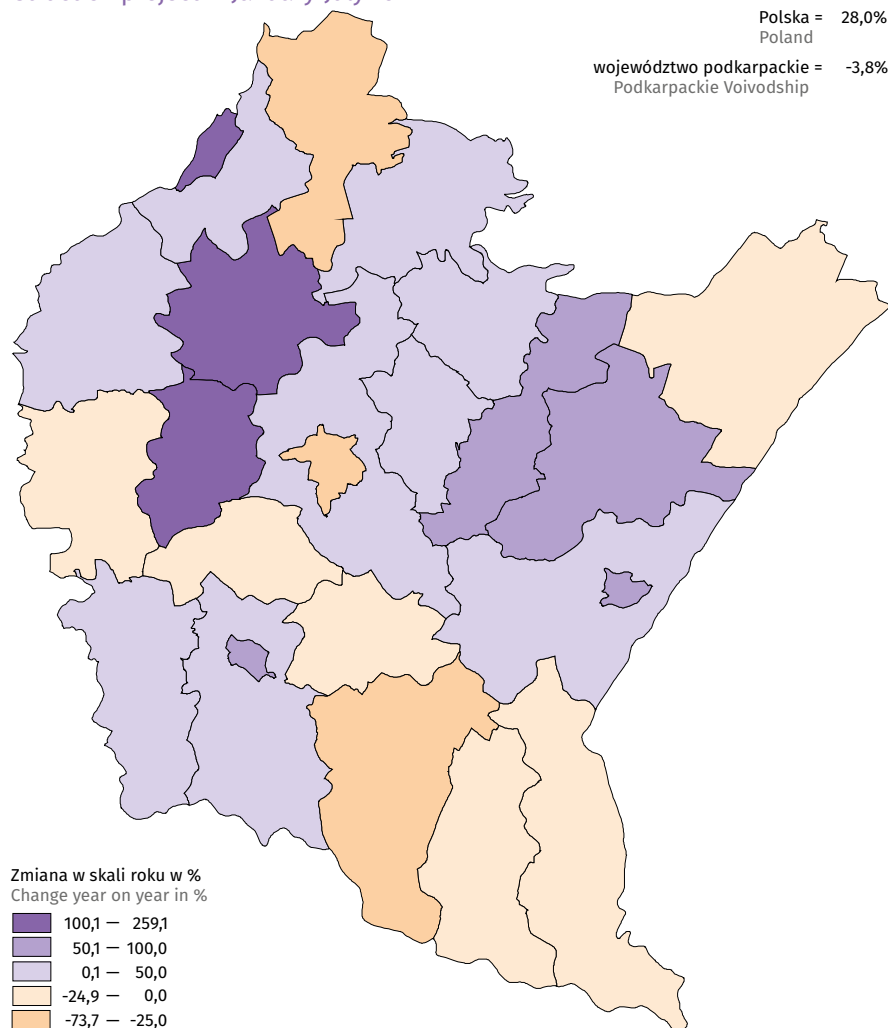 Polska = 28,0%
Poland
województwo podkarpackie = -3,8%
Podkarpackie Voivodship
Zmiana w skali roku w %
Change year on year in %
100,1 — 259,1
50,1 — 100,0
0,1 — 50,0
-24,9 — 0,0
-73,7 — -25,0